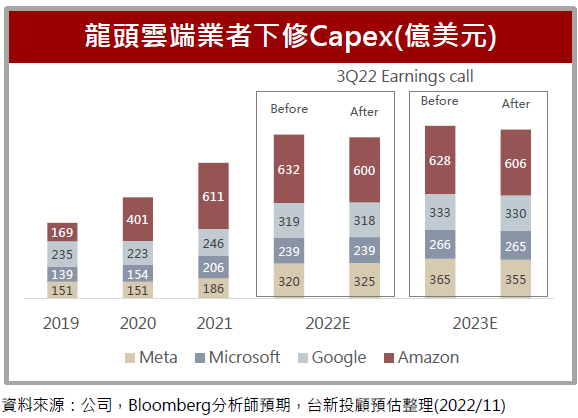 龍頭雲端業者下修Capex(億美元)
3Q22 Earnings call
Before After Before After
169 401 611 632 600 628 606
235 223 246 319 318 333 330
139 154 206 239 239 266 265
151 151 186 320 325 365 355
2019 2020 2021 2022E 2023E
Meta Microsoft Google Amazon
資料來源：公司，Bloomberg分析師預期，台新投顧預估整理(2022/11)